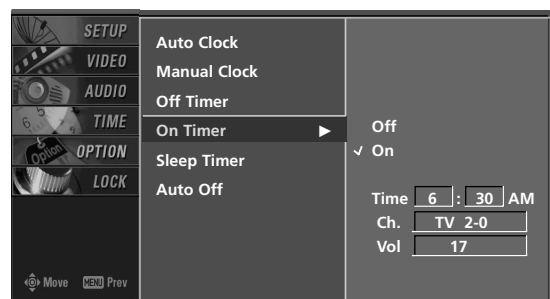 SETUP
VIDEO
AUDIO
TIME
OPTION
LOCK
Move MENU Prev
Auto Clock
Manual Clock
Off Timer
On Timer ►
Sleep Timer
Auto Off
Off
✓ On
Time 6 : 30 AM
Ch. TV 2-0
Vol 17